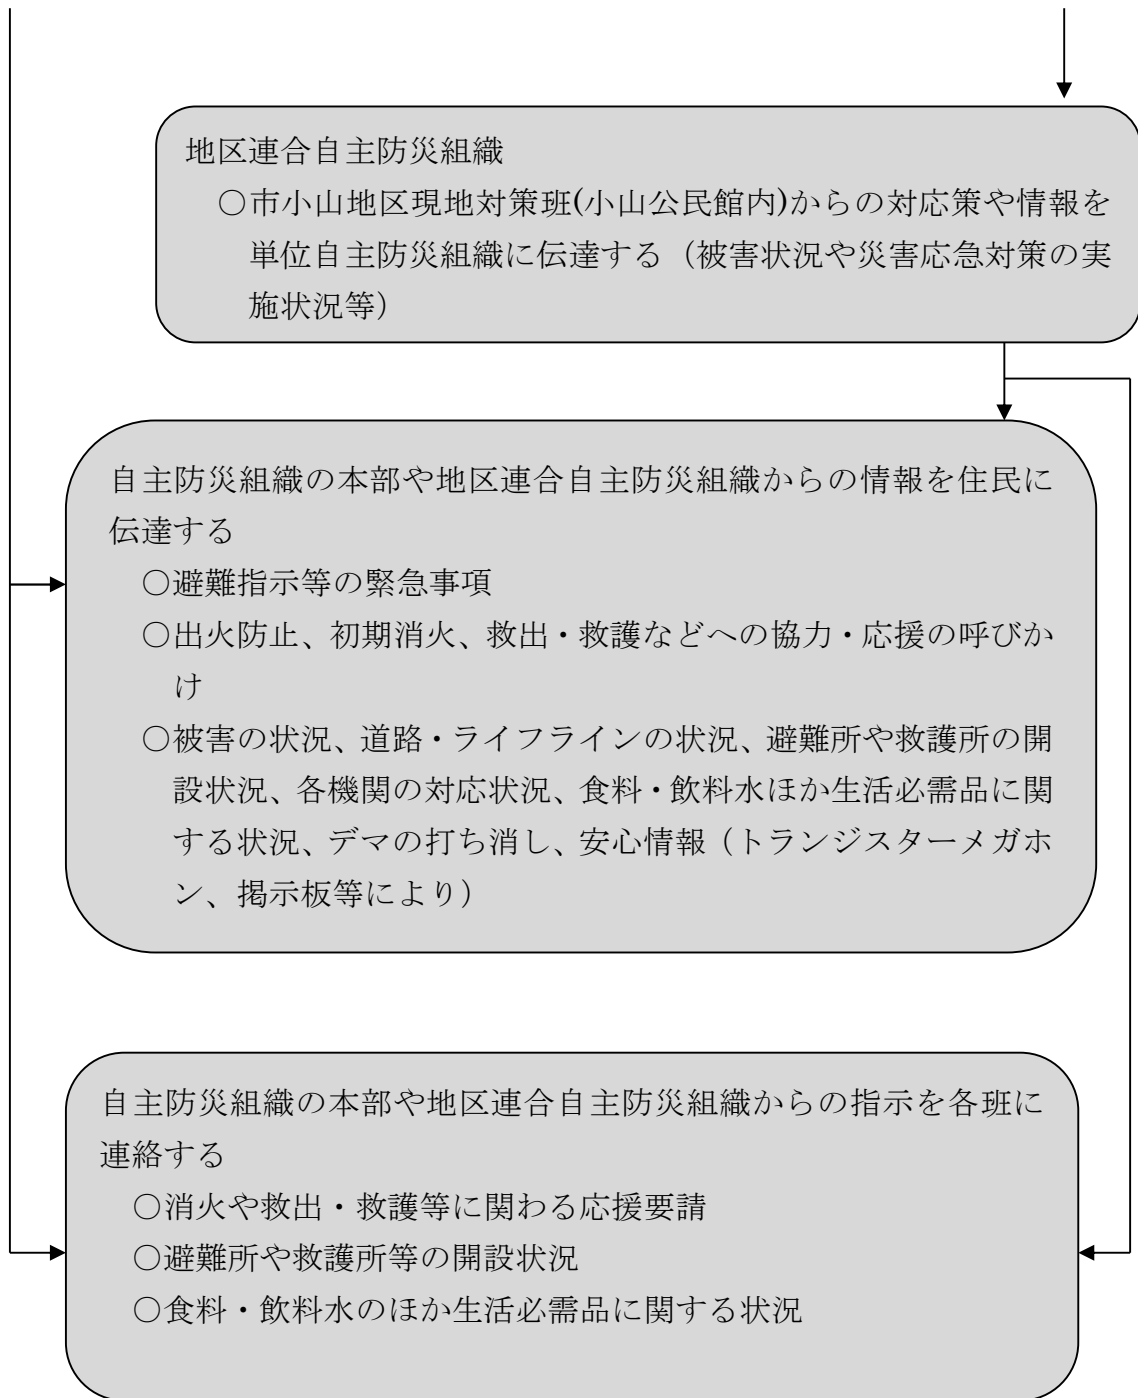 地区連合自主防災組織
○市小山地区現地対策班(小山公民館内)からの対応策や情報を
単位自主防災組織に伝達する（被害状況や災害応急対策の実
施状況等）
自主防災組織の本部や地区連合自主防災組織からの情報を住民に
伝達する
○避難指示等の緊急事項
○出火防止、初期消火、救出・救護などへの協力・応援の呼びか
け
○被害の状況、道路・ライフラインの状況、避難所や救護所の開
設状況、各機関の対応状況、食料・飲料水ほか生活必需品に関
する状況、デマの打ち消し、安心情報（トランジスターメガホ
ン、掲示板等により）
自主防災組織の本部や地区連合自主防災組織からの指示を各班に
連絡する
○消火や救出・救護等に関わる応援要請
○避難所や救護所等の開設状況
○食料・飲料水のほか生活必需品に関する状況